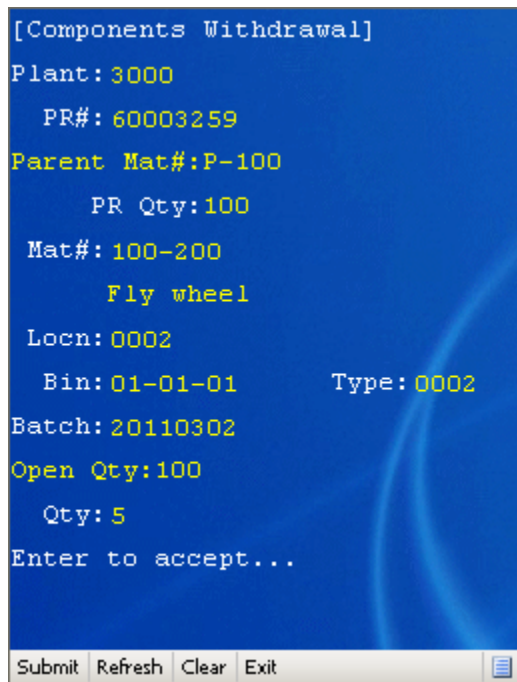 [Components Withdrawal]
Plant: 3000
PR#: 60003259
Parent Mat#:P-100
PR Qty:100
Mat#: 100-200
Fly wheel
Locn: 0002
Bin: 01-01-01 Type: 0002
Batch: 20110302
Open Qty:100
Qty: 5
Enter to accept...
Submit Refresh Clear Exit